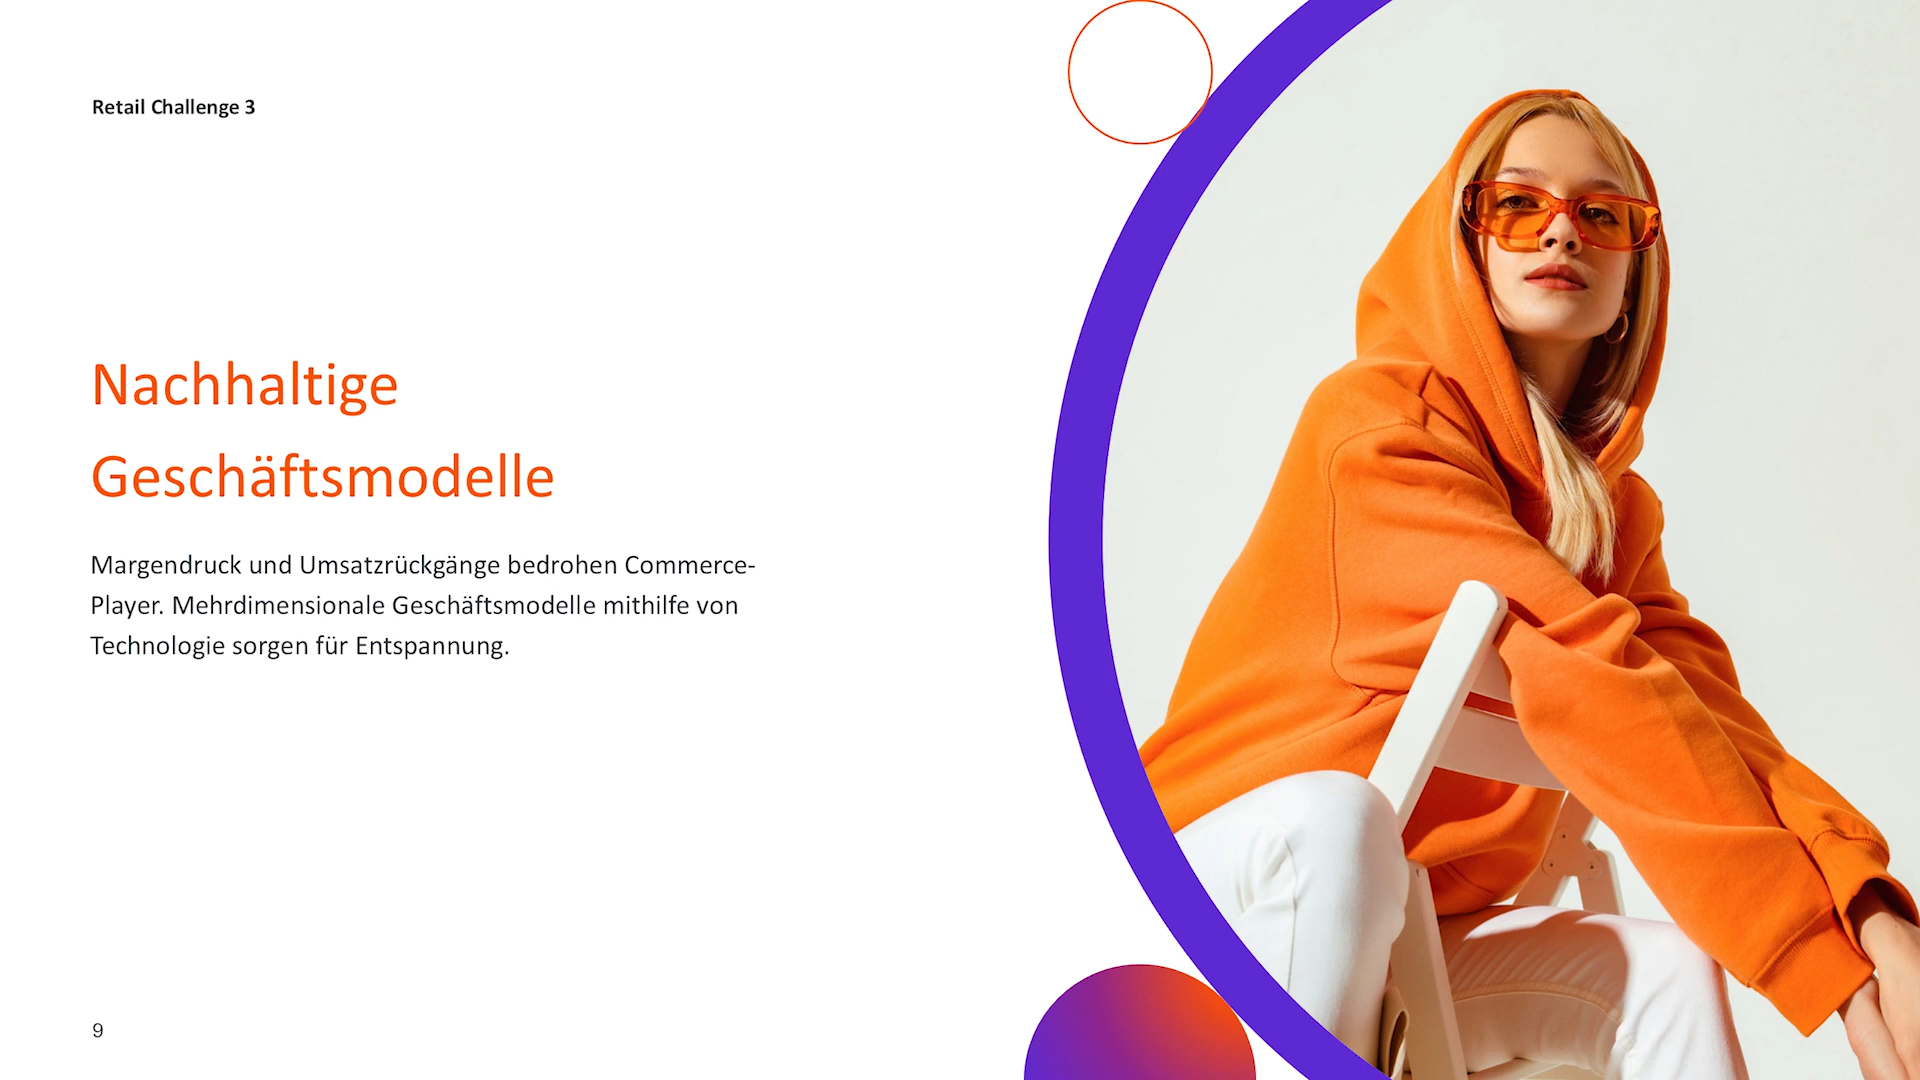 Retail Challenge 3
Nachhaltige
Geschäftsmodelle
Margendruck und Umsatzrückgänge bedrohen Commerce-
Player. Mehrdimensionale Geschäftsmodelle mithilfe von
Technologie sorgen für Entspannung.
9